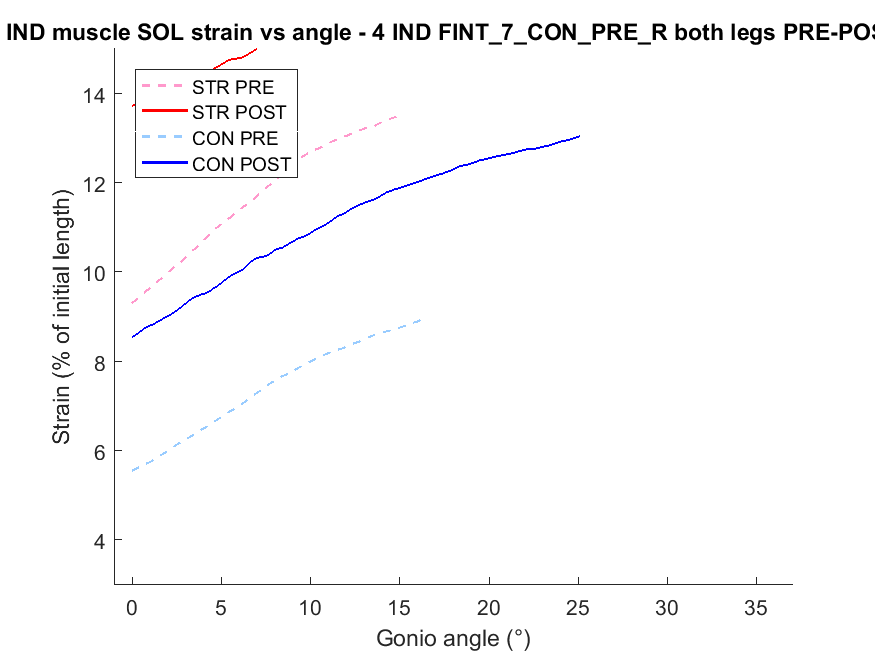 IND muscle SOL strain vs angle - 4 IND FINT_7_CON_PRE_R both legs PRE-POS
STR PRE
STR POST
CON PRE
CON POST
14
12
10
8
6
4
Strain (% of initial length)
0 5 10 15 20 25 30 35
Gonio angle (°)